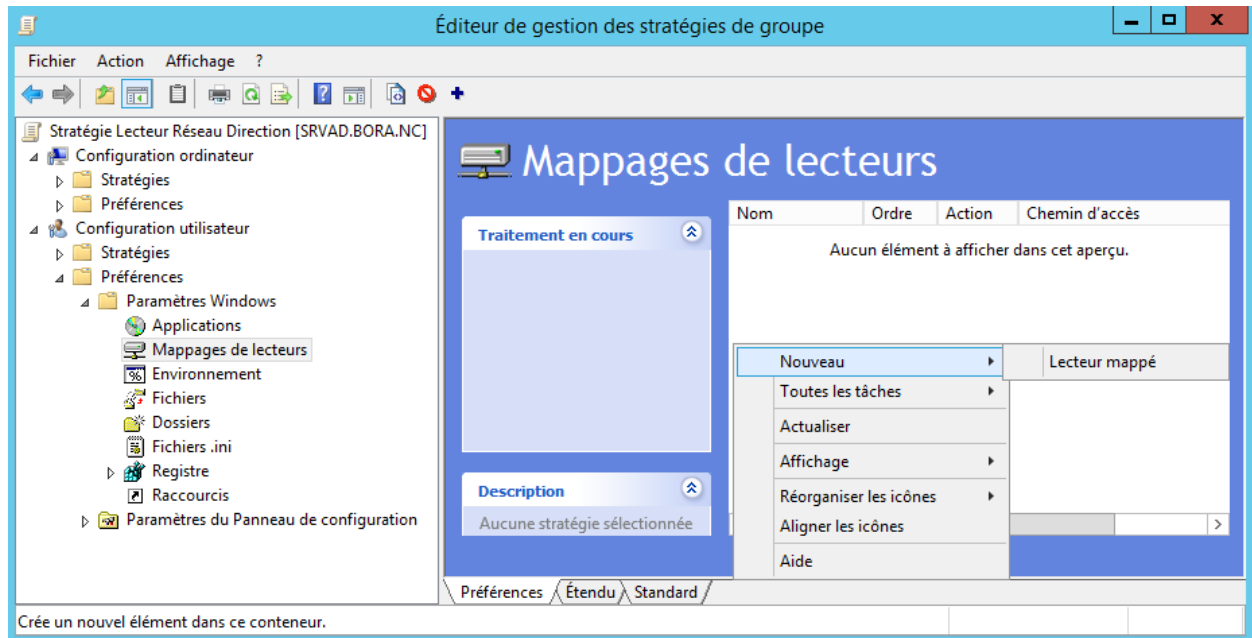 Éditeur de gestion des stratégies de groupe
Fichier Action Affichage ?
Stratégie Lecteur Réseau Direction [SRVAD.BORA.NC]
Configuration ordinateur
Stratégies
Préférences
Configuration utilisateur
Stratégies
Préférences
Paramètres Windows
Applications
Mappages de lecteurs
Environnement
Fichiers
Dossiers
Fichiers .ini
Registre
Raccourcis
Paramètres du Panneau de configuration
Mappages de lecteurs
Traitement en cours
Description
Aucune stratégie sélectionnée
Nom Ordre Action Chemin d'accès
Aucun élément à afficher dans cet aperçu.
Nouveau
Toutes les tâches
Actualiser
Affichage
Réorganiser les icônes
Aligner les icônes
Aide
Lecteur mappé
Préférences Étendu Standard
Crée un nouvel élément dans ce conteneur.